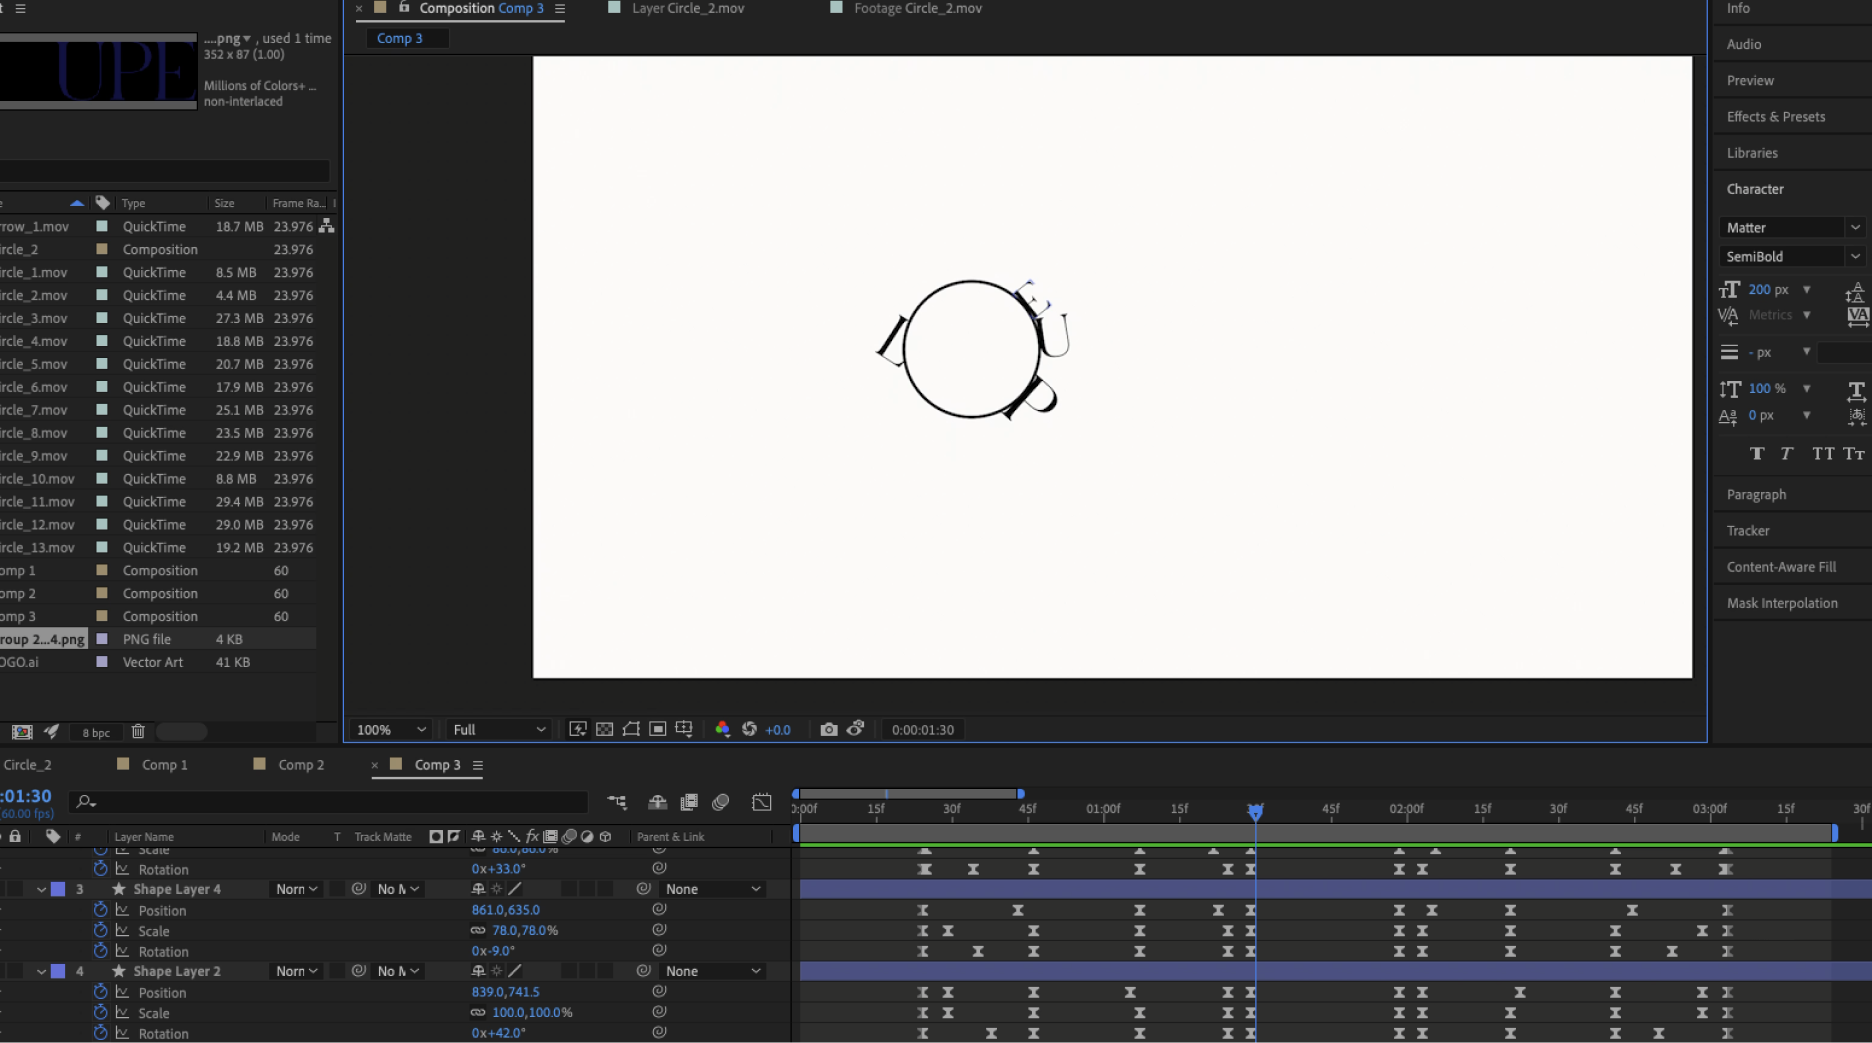 Composition Comp 3
Layer Circle_2.mov
Footage Circle_2.mov
Comp 3
UPE
....png , used 1 time
352 x 87 (1.00)
Millions of Colors+ ...
non-interlaced
Type Size Frame Ra...
rrow_1.mov QuickTime 18.7 MB 23.976
ircle_2 Composition 23.976
ircle_1.mov QuickTime 8.5 MB 23.976
ircle_2.mov QuickTime 4.4 MB 23.976
ircle_3.mov QuickTime 27.3 MB 23.976
ircle_4.mov QuickTime 18.8 MB 23.976
ircle_5.mov QuickTime 20.7 MB 23.976
ircle_6.mov QuickTime 17.9 MB 23.976
ircle_7.mov QuickTime 25.1 MB 23.976
ircle_8.mov QuickTime 23.5 MB 23.976
ircle_9.mov QuickTime 22.9 MB 23.976
ircle_10.mov QuickTime 8.8 MB 23.976
ircle_11.mov QuickTime 29.4 MB 23.976
ircle_12.mov QuickTime 29.0 MB 23.976
ircle_13.mov QuickTime 19.2 MB 23.976
omp 1 Composition 60
omp 2 Composition 60
omp 3 Composition 60
roup 2...4.png PNG file 4 KB
OGO.ai Vector Art 41 KB
8 bpc
L E U P
100% Full +0.0 0:00:01:30
Info
Audio
Preview
Effects & Presets
Libraries
Character
Matter
SemiBold
200 px
Metrics
- px
100 %
0 px
T T TT Tт
Paragraph
Tracker
Content-Aware Fill
Mask Interpolation
Circle_2 Comp 1 Comp 2 Comp 3
:01:30
(60.00 fps)
# Layer Name Mode T Track Matte fx Parent & Link
0:00f 15f 30f 45f 01:00f 15f 45f 02:00f 15f 30f 45f 03:00f 15f 30f
Scale 60.0,60.0%
Rotation 0x+33.0°
3 Shape Layer 4 Norn No M None
Position 861.0,635.0
Scale 78.0,78.0%
Rotation 0x-9.0°
4 Shape Layer 2 Norn No M None
Position 839.0,741.5
Scale 100.0,100.0%
Rotation 0x+42.0°